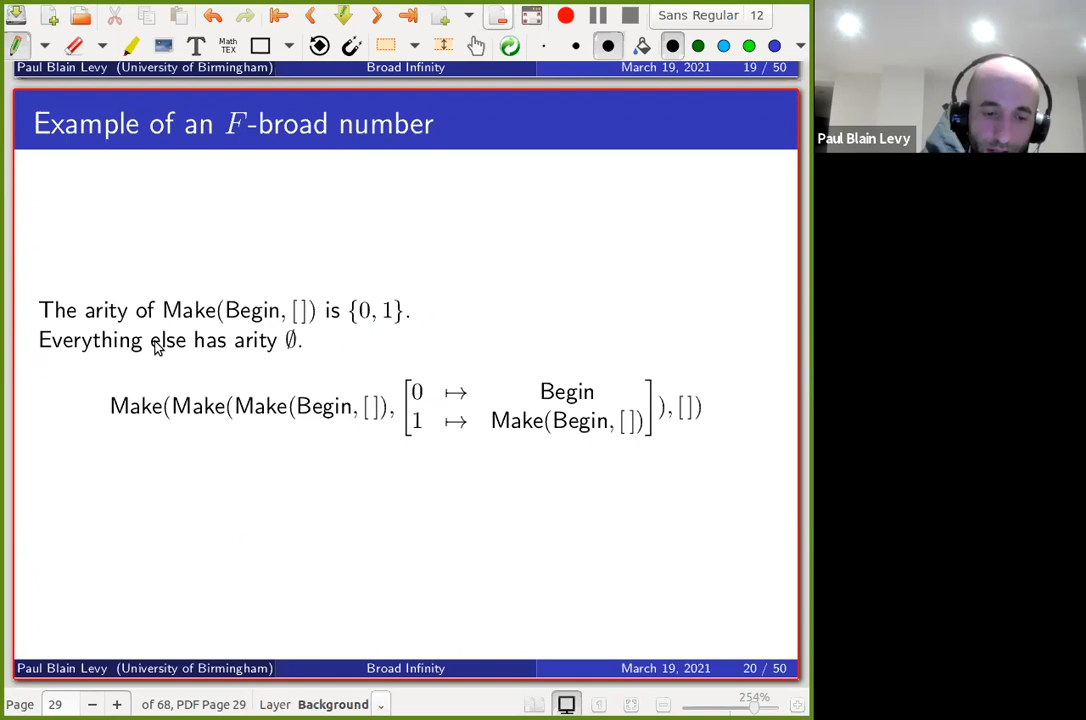 Sans Regular 12
Math
TEX
Paul Blain Levy (University of Birmingham) Broad Infinity March 19, 2021 19 / 50
Example of an F-broad number
Paul Blain Levy
The arity of Make(Begin, [ ]) is {0, 1}.
Everything else has arity ∅.
Make(Make(Make(Begin, [ ]), [0 ↦ Begin
1 ↦ Make(Begin, [ ])]), [ ])
Paul Blain Levy (University of Birmingham) Broad Infinity March 19, 2021 20 / 50
Page 29 of 68, PDF Page 29 Layer Background 254%